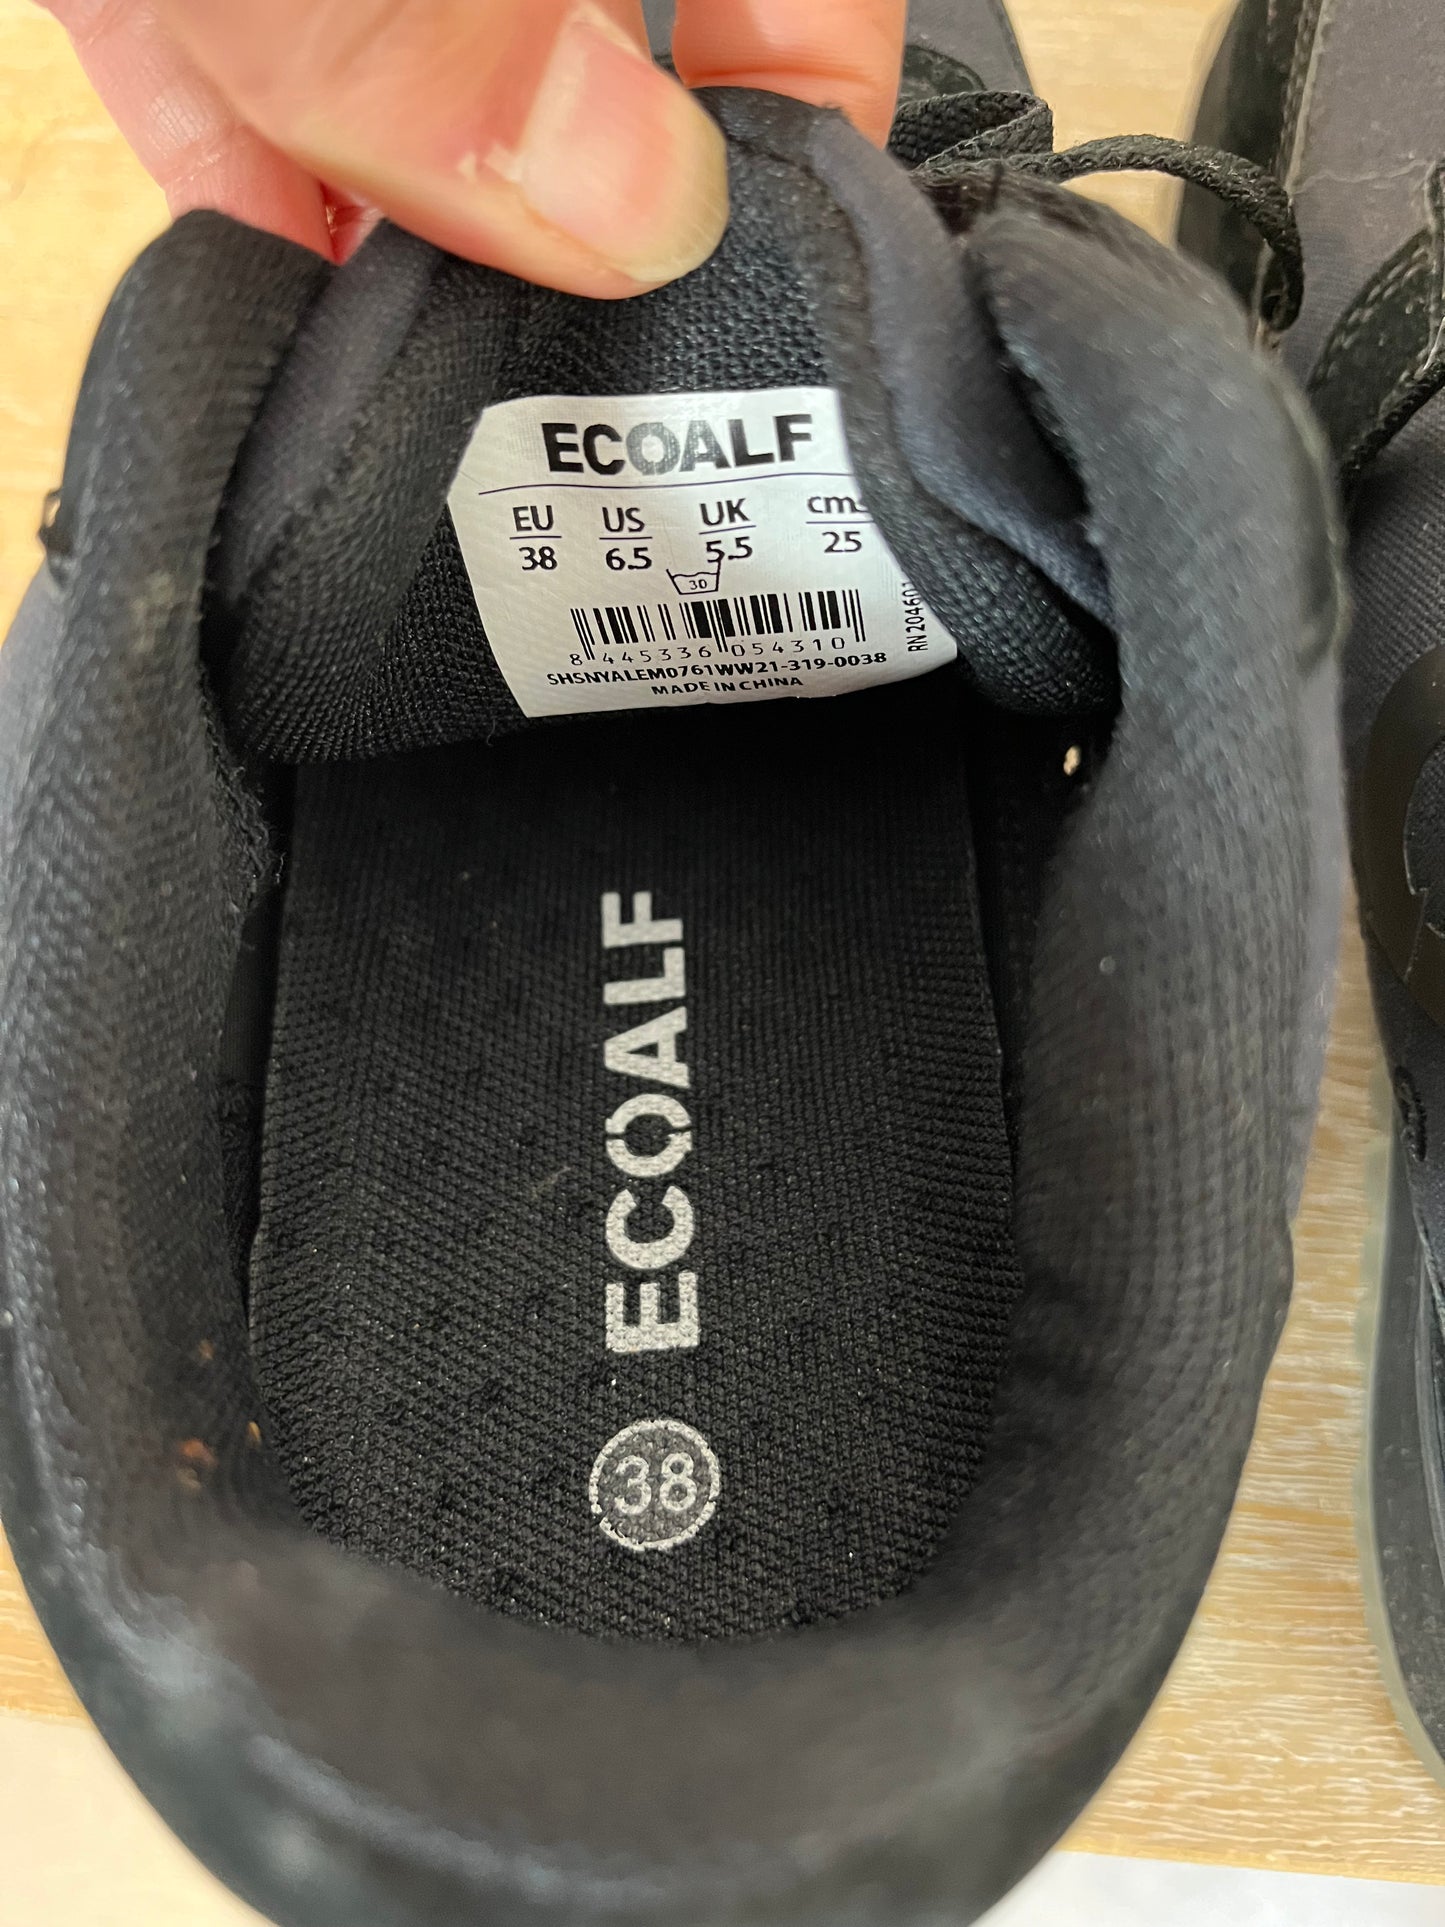 ECOALF
EU US UK cms
38 6.5 5.5 25
30
8 445336 054310
SHSNYALEM0761WW21-319-0038
MADE IN CHINA
RN204601
ECOALF
38